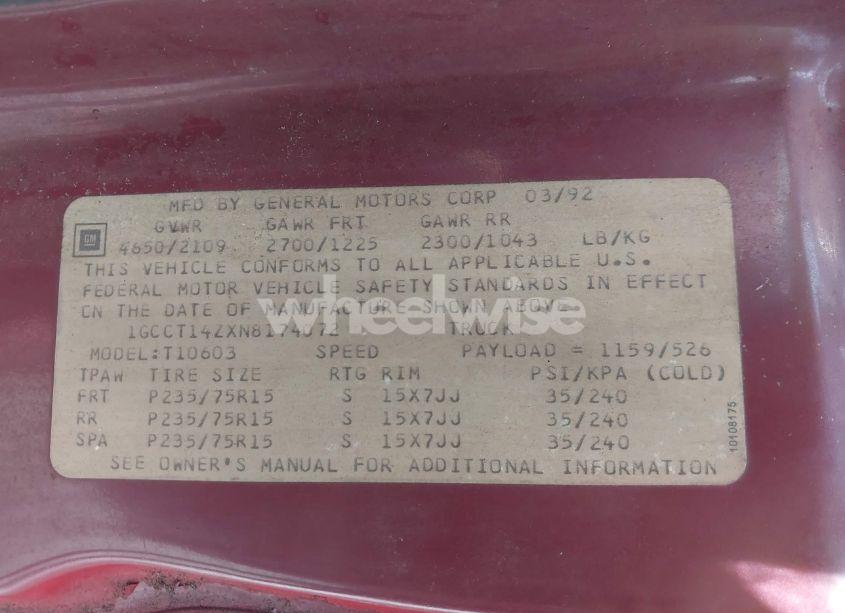 MFD BY GENERAL MOTORS CORP 03/92
GVWR GAWR FRT GAWR RR
GM 4650/2109 2700/1225 2300/1043 LB/KG
THIS VEHICLE CONFORMS TO ALL APPLICABLE U.S.
FEDERAL MOTOR VEHICLE SAFETY STANDARDS IN EFFECT
ON THE DATE OF MANUFACTURE SHOWN ABOVE
wheelwise
TRUCK
MODEL:T10603 SPEED PAYLOAD = 1159/526
TPAW TIRE SIZE RTG RIM PSI/KPA (COLD)
FRT P235/75R15 S 15X7JJ 35/240
RR P235/75R15 S 15X7JJ 35/240
SPA P235/75R15 S 15X7JJ 35/240
10108175
SEE OWNER'S MANUAL FOR ADDITIONAL INFORMATION